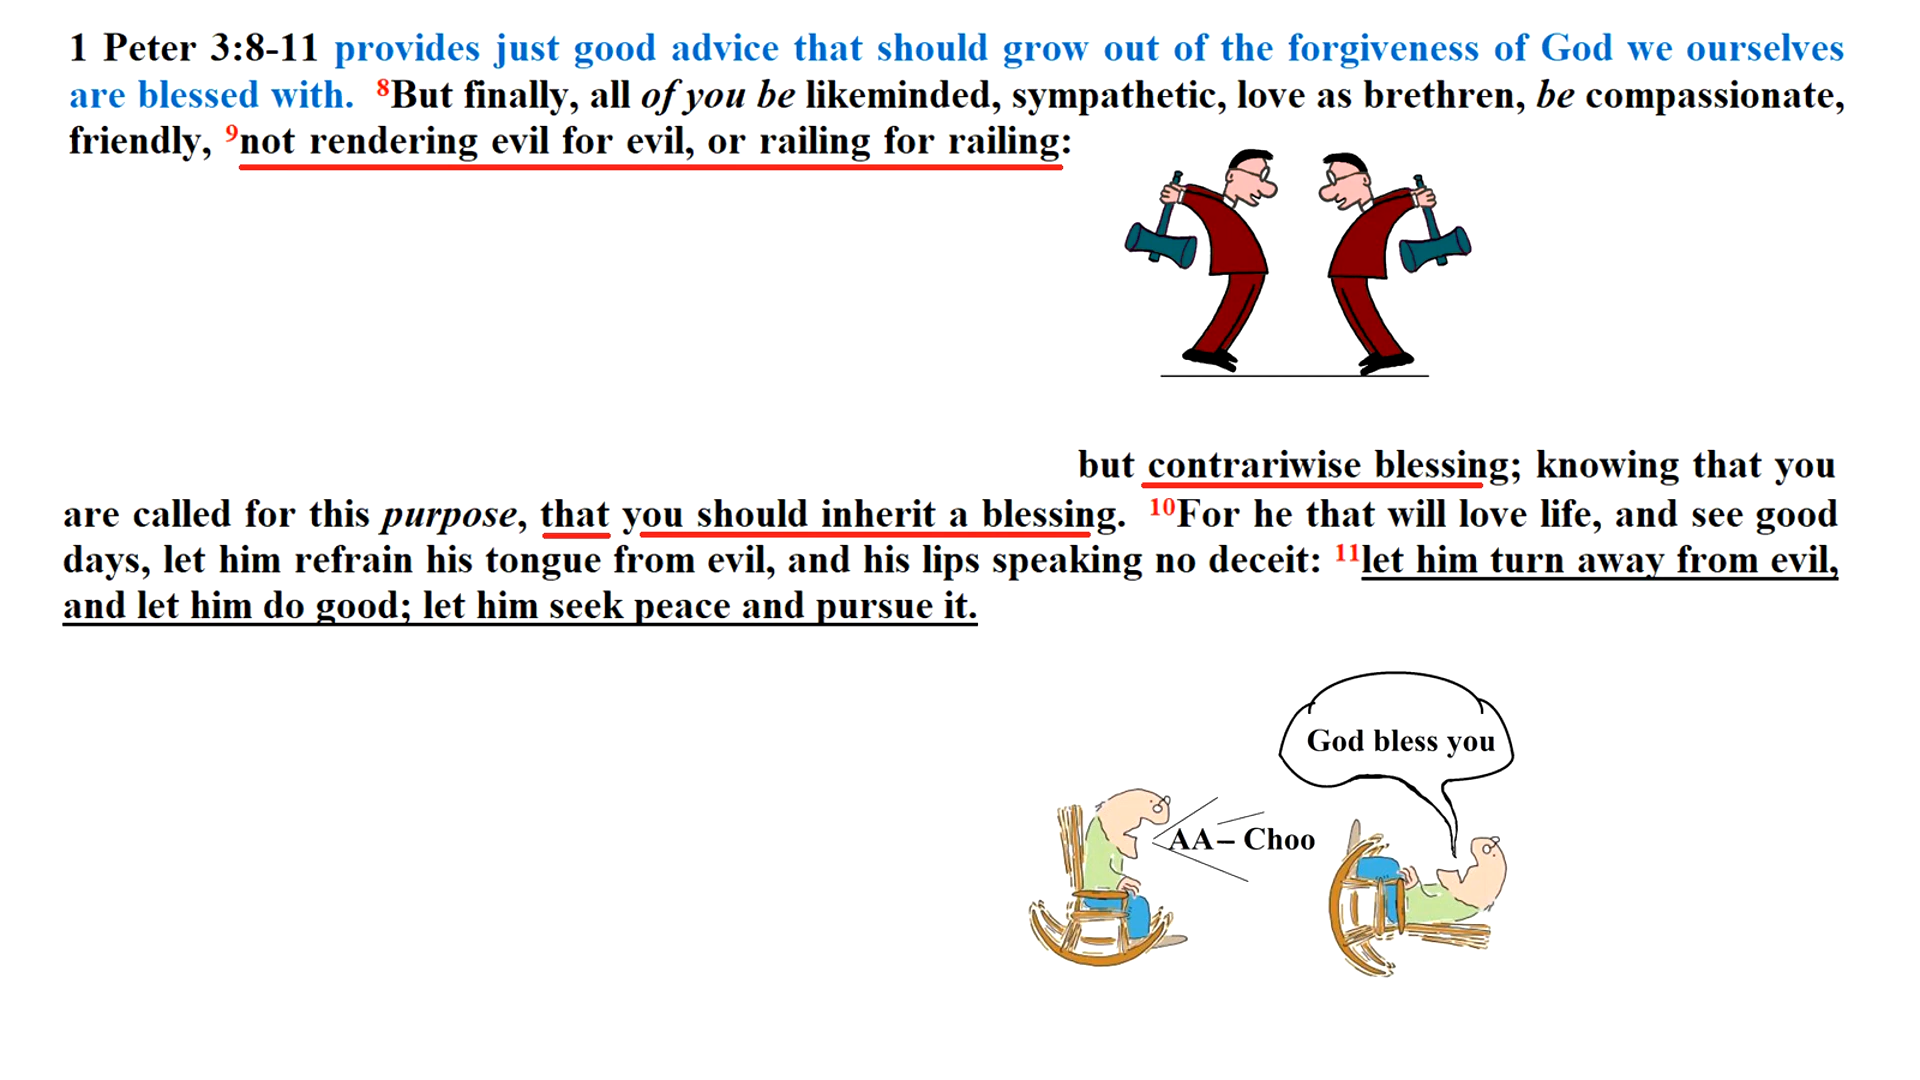 1 Peter 3:8-11 provides just good advice that should grow out of the forgiveness of God we ourselves
are blessed with. 8But finally, all of you be likeminded, sympathetic, love as brethren, be compassionate,
friendly, 9not rendering evil for evil, or railing for railing:
but contrariwise blessing; knowing that you
are called for this purpose, that you should inherit a blessing. 10For he that will love life, and see good
days, let him refrain his tongue from evil, and his lips speaking no deceit: 11let him turn away from evil,
and let him do good; let him seek peace and pursue it.
God bless you
AA– Choo